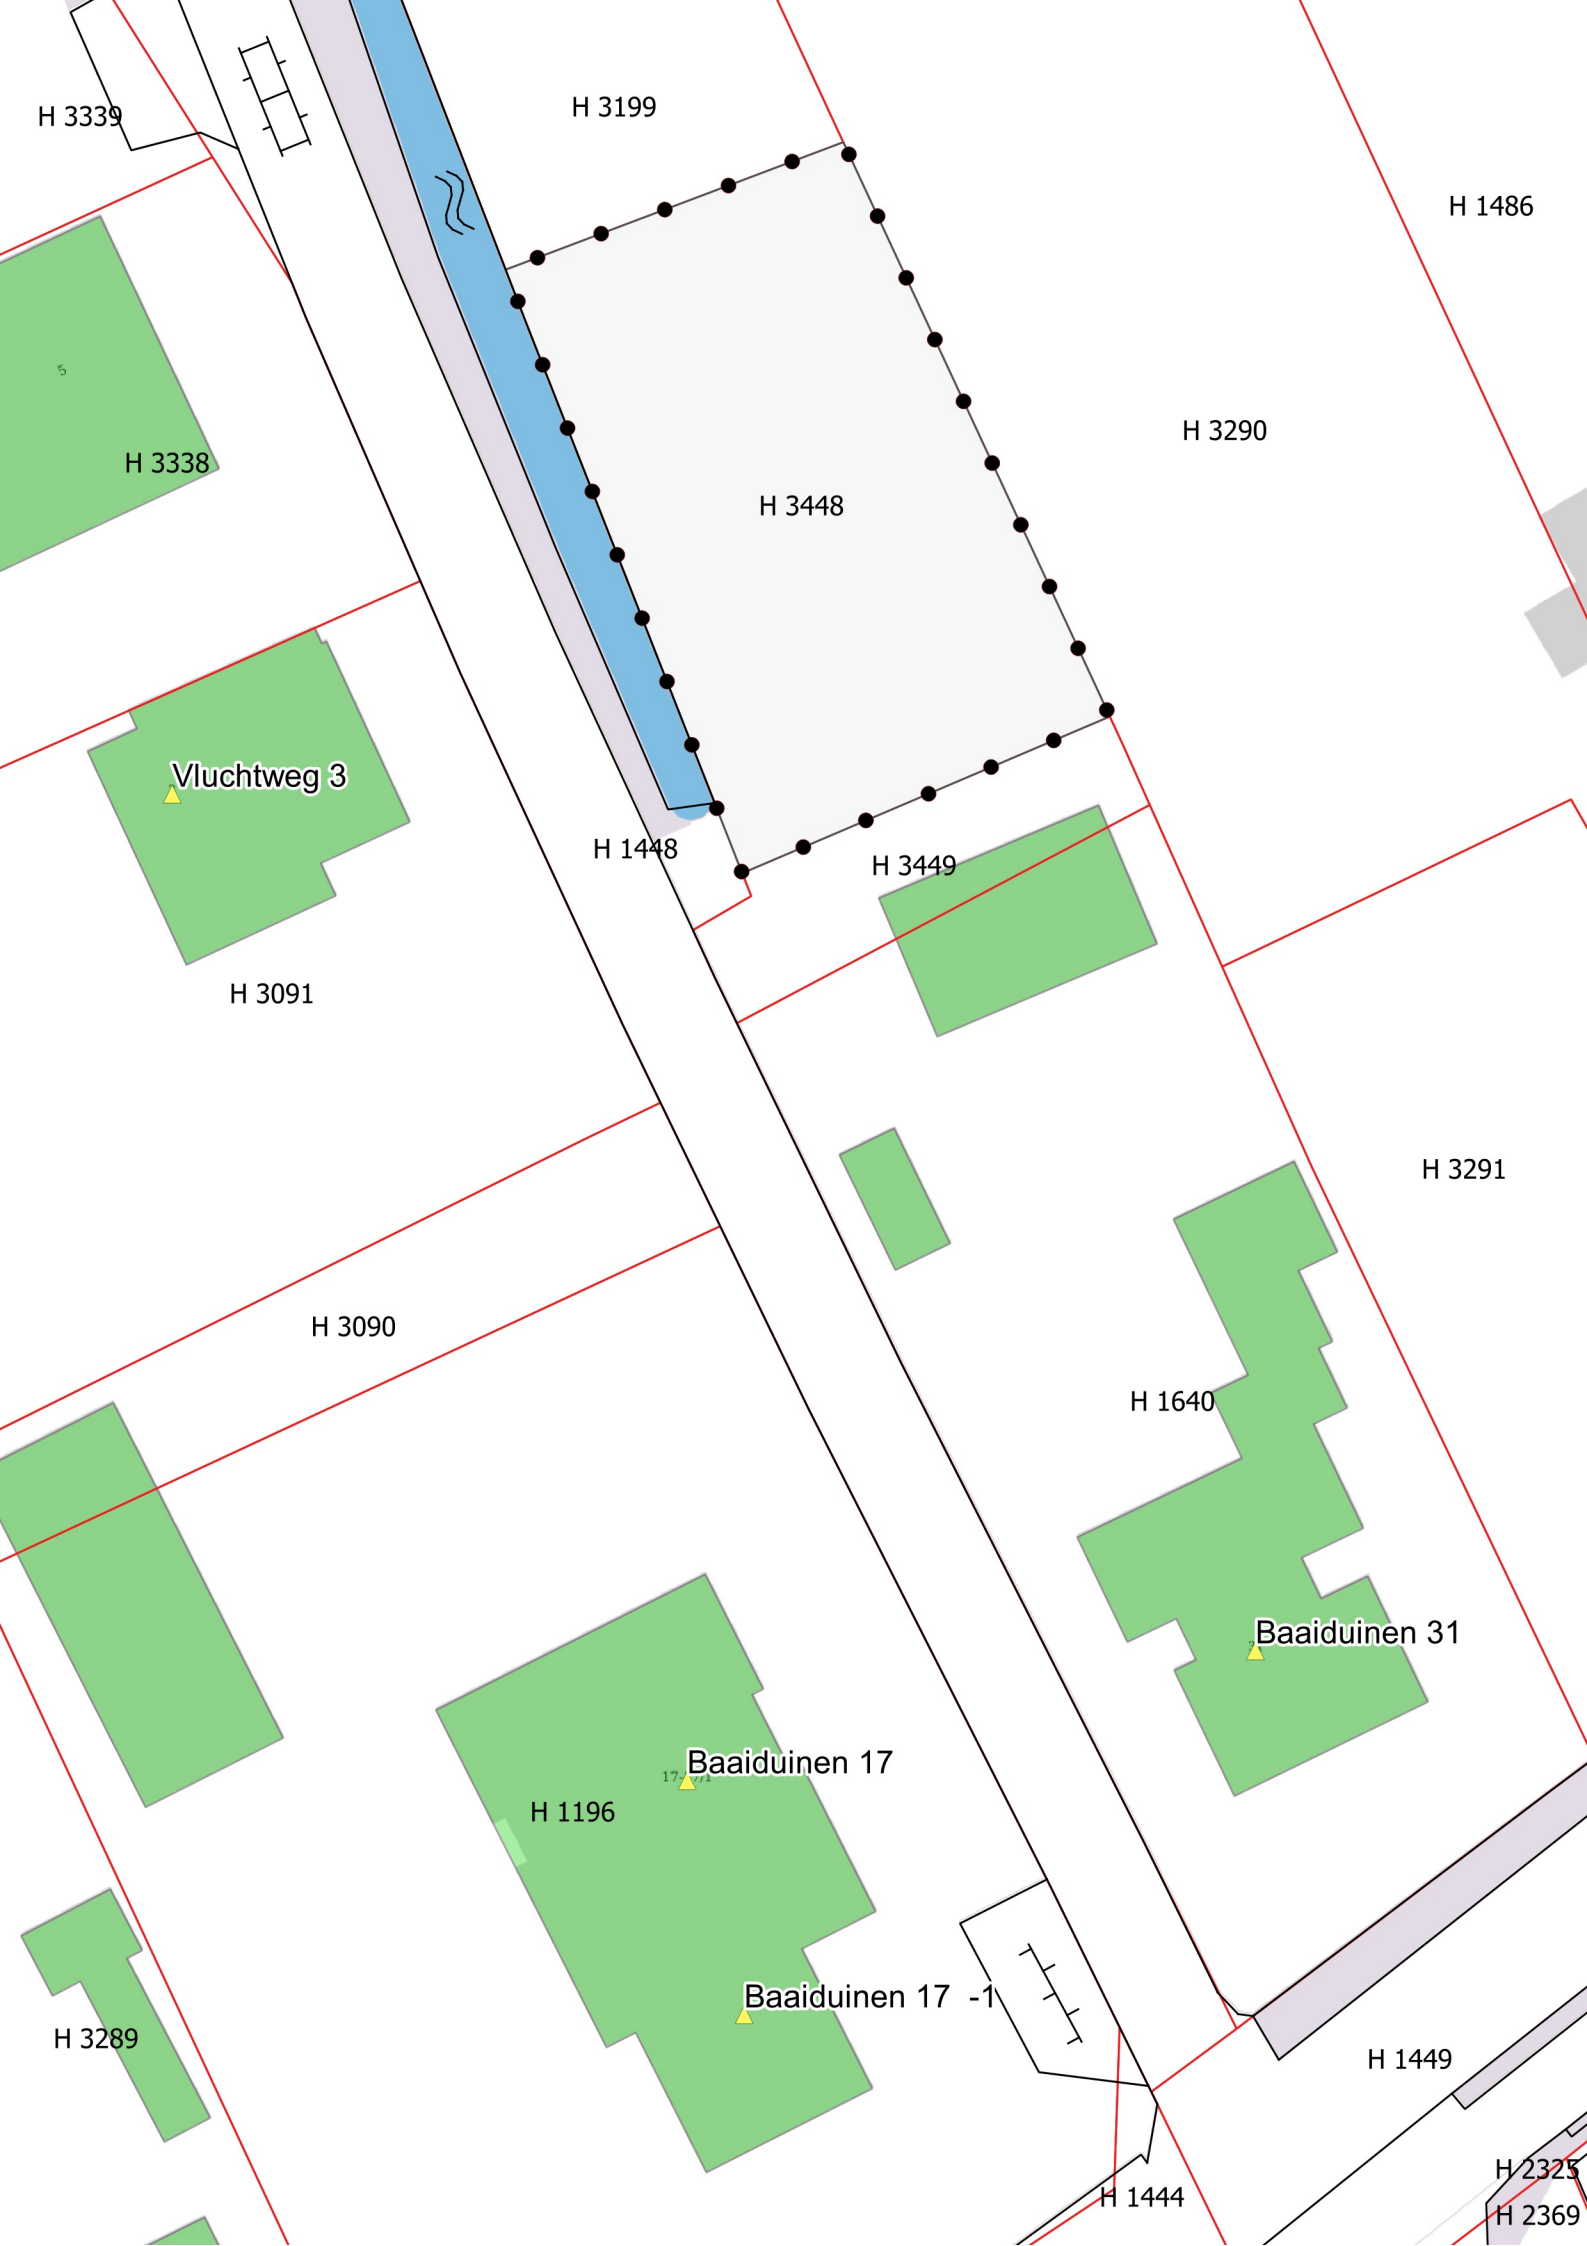 H 3199
H 3339
H 1486
5
H 3290
H 3338
H 3448
Vluchtweg 3
H 1448
H 3449
H 3091
H 3291
H 3090
H 1640
Baaiduinen 31
Baaiduinen 17
H 1196
Baaiduinen 17 -1
H 3289
H 1449
H 2325
H 1444
H 2369